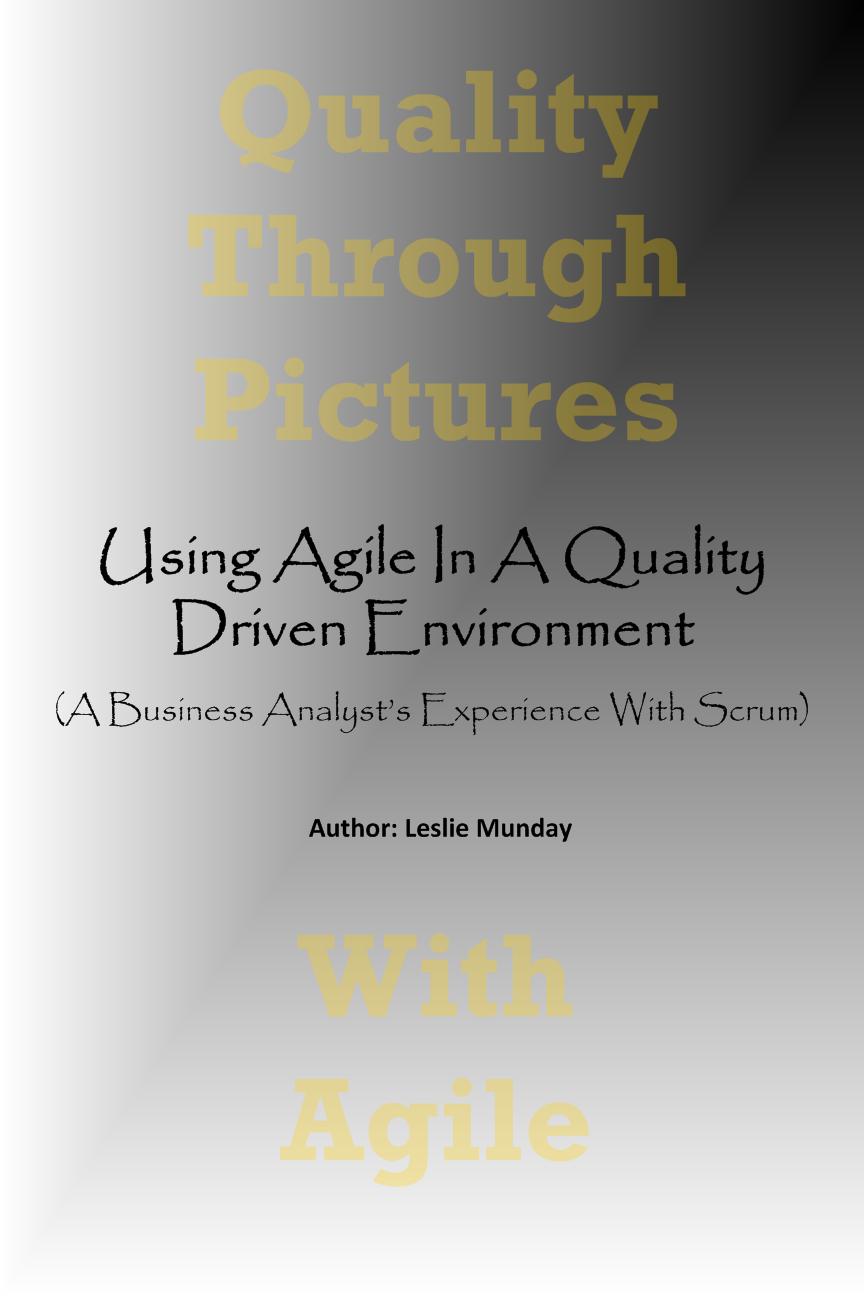 Quality
Through
Pictures
Using Agile In A Quality
Driven Environment
(A Business Analyst's Experience With Scrum)
Author: Leslie Munday
With
Agile